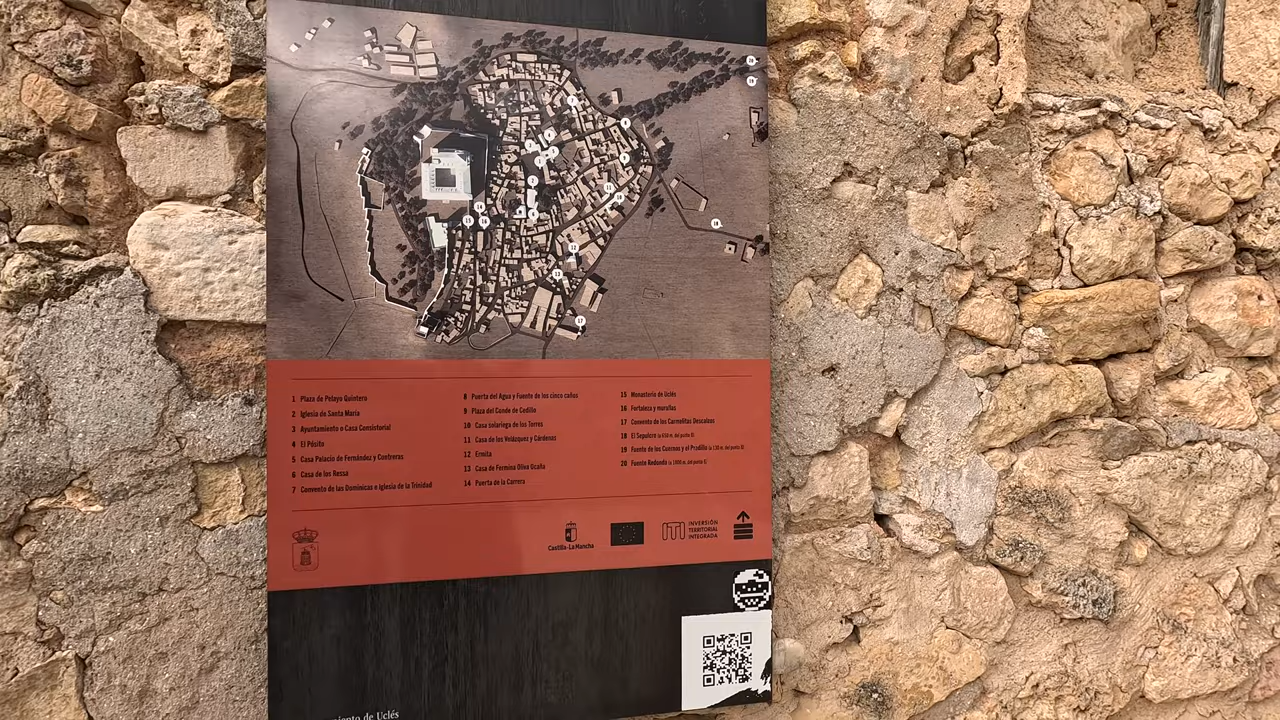 1 Plaza de Pelayo Quintero
2 Iglesia de Santa María
3 Ayuntamiento o Casa Consistorial
4 El Pósito
5 Casa Palacio de Fernández y Contreras
6 Casa de los Ressa
7 Convento de las Dominicas e Iglesia de la Trinidad
8 Puerta del Agua y Fuente de los cinco caños
9 Plaza del Conde de Cedillo
10 Casa solariega de los Torres
11 Casa de los Velázquez y Cárdenas
12 Ermita
13 Casa de Fermina Oliva Ocaña
14 Puerta de la Carrera
15 Monasterio de Uclés
16 Fortaleza y murallas
17 Convento de los Carmelitas Descalzos
18 El Sepulcro
19 Fuente de los Cuernos y el Pradillo
20 Fuente Redonda
Castilla-La Mancha
ITI
INVERSIÓN
TERRITORIAL
INTEGRADA
de Uclés